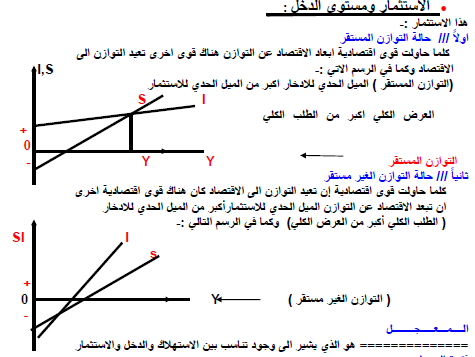 • الاستثمار ومستوى الدخل :
هذا الاستثمار :-
اولاً /// حالة التوازن المستقر
كلما حاولت قوى اقتصادية ابعاد الاقتصاد عن التوازن هناك قوى اخرى تعيد التوازن الى
الاقتصاد وكما في الرسم الاتي :-
(التوازن المستقر ) الميل الحدي للادخار اكبر من الميل الحدي للاستثمار
I,S
S I
العرض الكلي اكبر من الطلب الكلي
+
0
-
Y Y
التوازن المستقر
ثانياً /// حالة التوازن الغير مستقر
كلما حاولت قوى اقتصادية إن تعيد التوازن الى الاقتصاد كان هناك قوى اقتصادية اخرى
ان تبعد الاقتصاد عن التوازن الميل الحدي للاستثمارأكبر من الميل الحدي للادخار
( الطلب الكلي أكبر من العرض الكلي) وكما في الرسم التالي :-
SI
I
s
+
0
-
Y
( التوازن الغير مستقر )
الـــمـــعـــجـــــل
============== هو الذي يشير الى وجود تناسب بين الاستهلاك والدخل والاستثمار